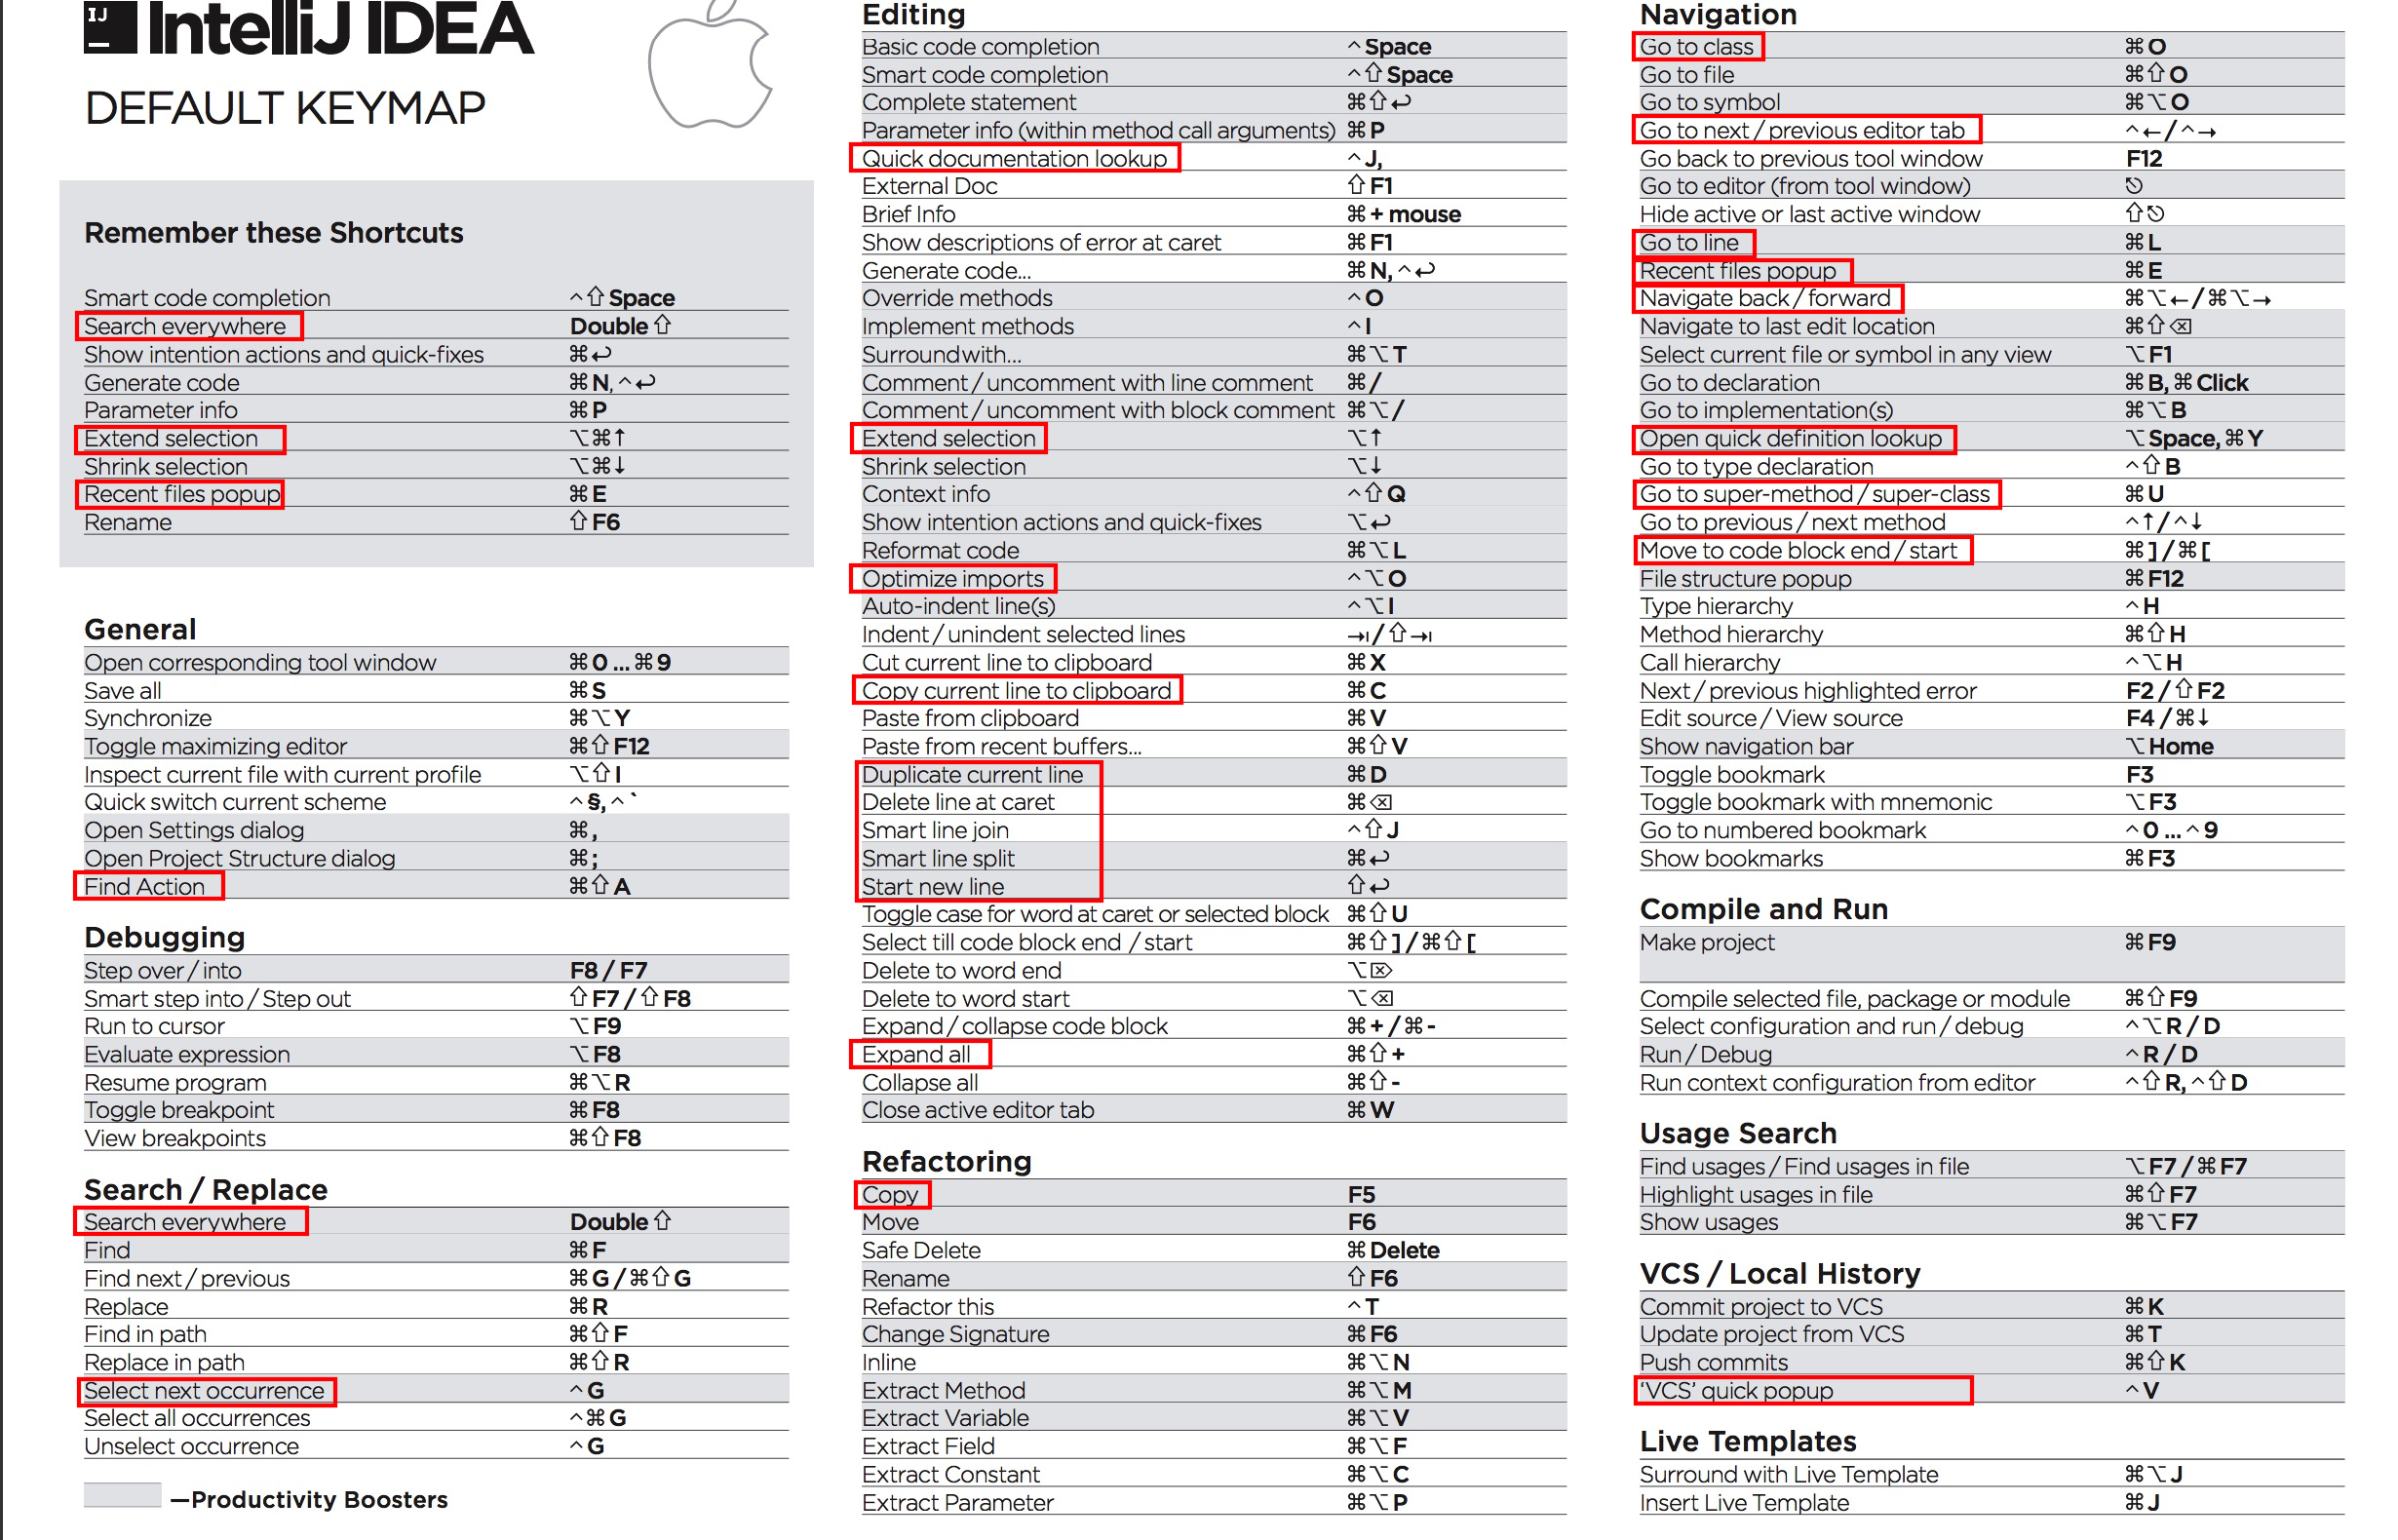 IJ IntelliJ IDEA
DEFAULT KEYMAP
Remember these Shortcuts
Smart code completion ^⇧Space
Search everywhere Double⇧
Show intention actions and quick-fixes ⌘↩
Generate code ⌘N, ^↩
Parameter info ⌘P
Extend selection ⌥⌘↑
Shrink selection ⌥⌘↓
Recent files popup ⌘E
Rename ⇧F6
General
Open corresponding tool window ⌘0...⌘9
Save all ⌘S
Synchronize ⌘⌥Y
Toggle maximizing editor ⌘⇧F12
Inspect current file with current profile ⌥⇧I
Quick switch current scheme ^§, ^`
Open Settings dialog ⌘,
Open Project Structure dialog ⌘;
Find Action ⌘⇧A
Debugging
Step over/into F8/F7
Smart step into/Step out ⇧F7/⇧F8
Run to cursor ⌥F9
Evaluate expression ⌥F8
Resume program ⌘⌥R
Toggle breakpoint ⌘F8
View breakpoints ⌘⇧F8
Search / Replace
Search everywhere Double⇧
Find ⌘F
Find next/previous ⌘G/⌘⇧G
Replace ⌘R
Find in path ⌘⇧F
Replace in path ⌘⇧R
Select next occurrence ^G
Select all occurrences ^⌘G
Unselect occurrence ^G
—Productivity Boosters
Editing
Basic code completion ^Space
Smart code completion ^⇧Space
Complete statement ⌘⇧↩
Parameter info (within method call arguments) ⌘P
Quick documentation lookup ^J,
External Doc ⇧F1
Brief Info ⌘+mouse
Show descriptions of error at caret ⌘F1
Generate code... ⌘N, ^↩
Override methods ^O
Implement methods ^I
Surroundwith... ⌘⌥T
Comment/uncomment with line comment ⌘/
Comment/uncomment with block comment ⌘⌥/
Extend selection ⌥↑
Shrink selection ⌥↓
Context info ^⇧Q
Show intention actions and quick-fixes ⌥↩
Reformat code ⌘⌥L
Optimize imports ^⌥O
Auto-indent line(s) ^⌥I
Indent/unindent selected lines ⇥/⇧⇥
Cut current line to clipboard ⌘X
Copy current line to clipboard ⌘C
Paste from clipboard ⌘V
Paste from recent buffers... ⌘⇧V
Duplicate current line ⌘D
Delete line at caret ⌘⌫
Smart line join ^⇧J
Smart line split ⌘↩
Start new line ⇧↩
Toggle case for word at caret or selected block ⌘⇧U
Select till code block end/start ⌘⇧]/⌘⇧[
Delete to word end ⌥⌦
Delete to word start ⌥⌫
Expand/collapse code block ⌘+/⌘-
Expand all ⌘⇧+
Collapse all ⌘⇧-
Close active editor tab ⌘W
Refactoring
Copy F5
Move F6
Safe Delete ⌘Delete
Rename ⇧F6
Refactor this ^T
Change Signature ⌘F6
Inline ⌘⌥N
Extract Method ⌘⌥M
Extract Variable ⌘⌥V
Extract Field ⌘⌥F
Extract Constant ⌘⌥C
Extract Parameter ⌘⌥P
Navigation
Go to class ⌘O
Go to file ⌘⇧O
Go to symbol ⌘⌥O
Go to next/previous editor tab ^←/^→
Go back to previous tool window F12
Go to editor (from tool window) ⎋
Hide active or last active window ⇧⎋
Go to line ⌘L
Recent files popup ⌘E
Navigate back/forward ⌘⌥←/⌘⌥→
Navigate to last edit location ⌘⇧⌫
Select current file or symbol in any view ⌥F1
Go to declaration ⌘B, ⌘Click
Go to implementation(s) ⌘⌥B
Open quick definition lookup ⌥Space, ⌘Y
Go to type declaration ^⇧B
Go to super-method/super-class ⌘U
Go to previous/next method ^↑/^↓
Move to code block end/start ⌘]/⌘[
File structure popup ⌘F12
Type hierarchy ^H
Method hierarchy ⌘⇧H
Call hierarchy ^⌥H
Next/previous highlighted error F2/⇧F2
Edit source/View source F4/⌘↓
Show navigation bar ⌥Home
Toggle bookmark F3
Toggle bookmark with mnemonic ⌥F3
Go to numbered bookmark ^0...^9
Show bookmarks ⌘F3
Compile and Run
Make project ⌘F9
Compile selected file, package or module ⌘⇧F9
Select configuration and run/debug ^⌥R/D
Run/Debug ^R/D
Run context configuration from editor ^⇧R, ^⇧D
Usage Search
Find usages/Find usages in file ⌥F7/⌘F7
Highlight usages in file ⌘⇧F7
Show usages ⌘⌥F7
VCS / Local History
Commit project to VCS ⌘K
Update project from VCS ⌘T
Push commits ⌘⇧K
‘VCS’ quick popup ^V
Live Templates
Surround with Live Template ⌘⌥J
Insert Live Template ⌘J